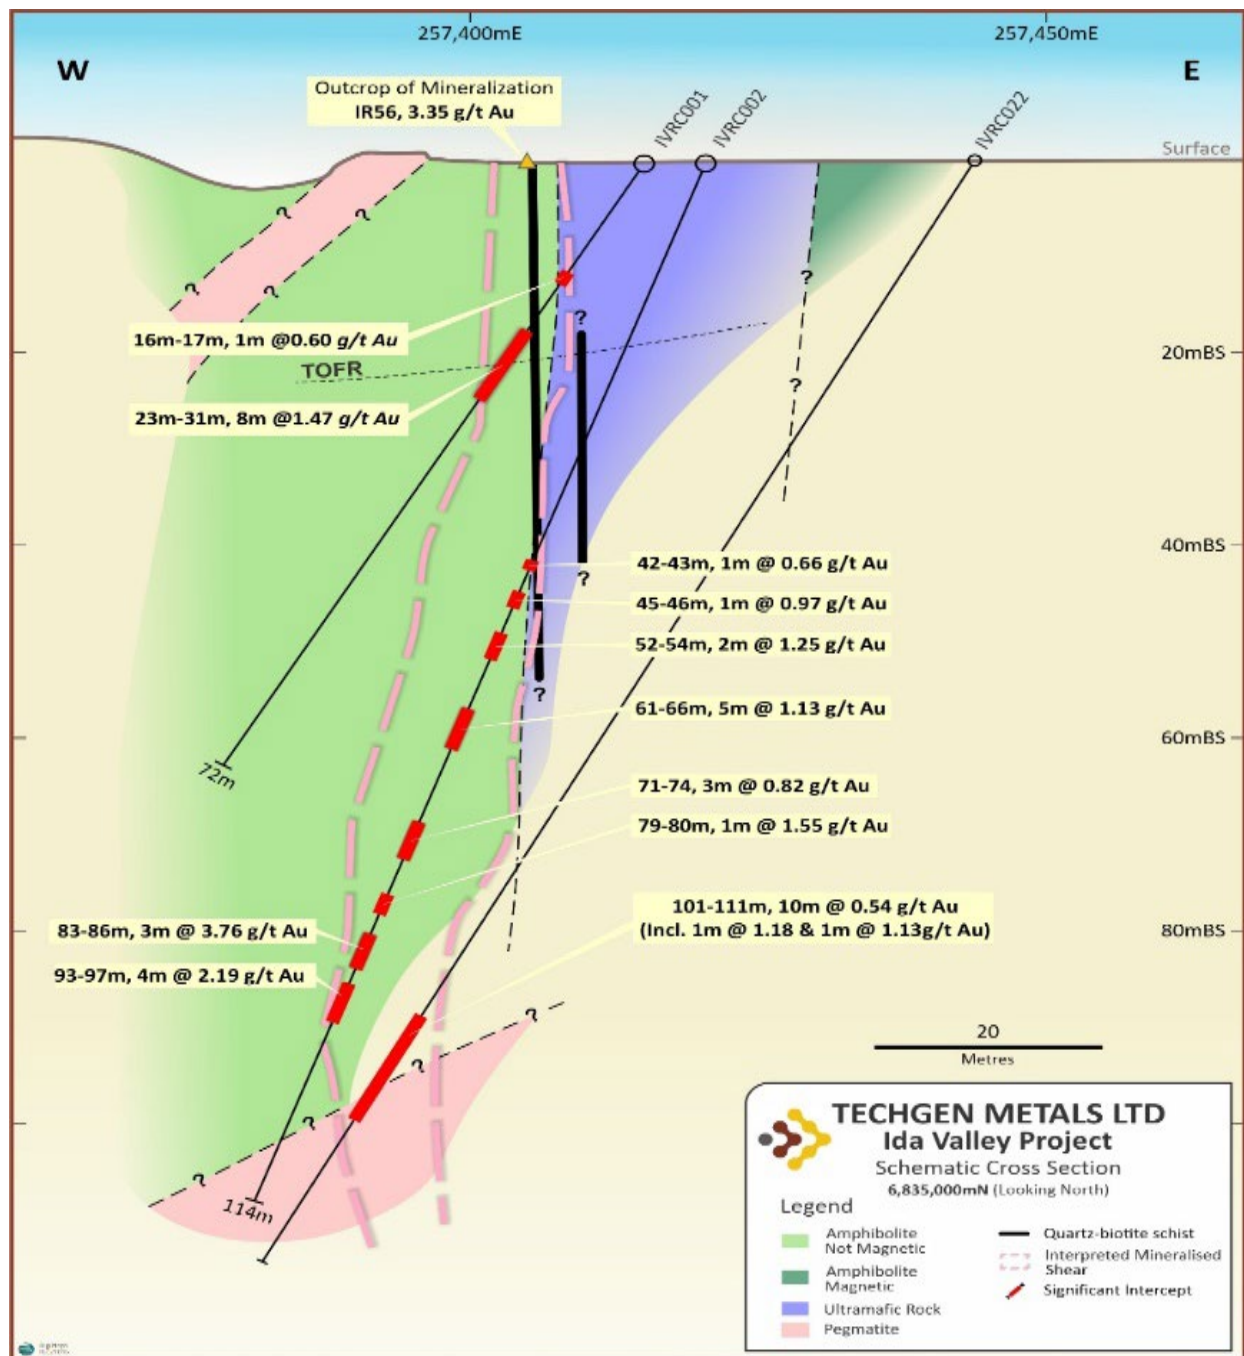 257,400mE
257,450mE
W
E
Outcrop of Mineralization
IR56, 3.35 g/t Au
IVRC001
IVRC002
IVRC022
Surface
?
?
?
?
?
?
16m-17m, 1m @0.60 g/t Au
20mBS
TOFR
?
23m-31m, 8m @1.47 g/t Au
40mBS
42-43m, 1m @ 0.66 g/t Au
?
45-46m, 1m @ 0.97 g/t Au
52-54m, 2m @ 1.25 g/t Au
?
61-66m, 5m @ 1.13 g/t Au
60mBS
72m
71-74, 3m @ 0.82 g/t Au
79-80m, 1m @ 1.55 g/t Au
101-111m, 10m @ 0.54 g/t Au
(Incl. 1m @ 1.18 & 1m @ 1.13g/t Au)
83-86m, 3m @ 3.76 g/t Au
80mBS
93-97m, 4m @ 2.19 g/t Au
?
20
Metres
?
?
?
114m
TECHGEN METALS LTD
Ida Valley Project
Schematic Cross Section
6,835,000mN (Looking North)
Legend
Amphibolite
Not Magnetic
Amphibolite
Magnetic
Ultramafic Rock
Pegmatite
Quartz-biotite schist
Interpreted Mineralised
Shear
Significant Intercept